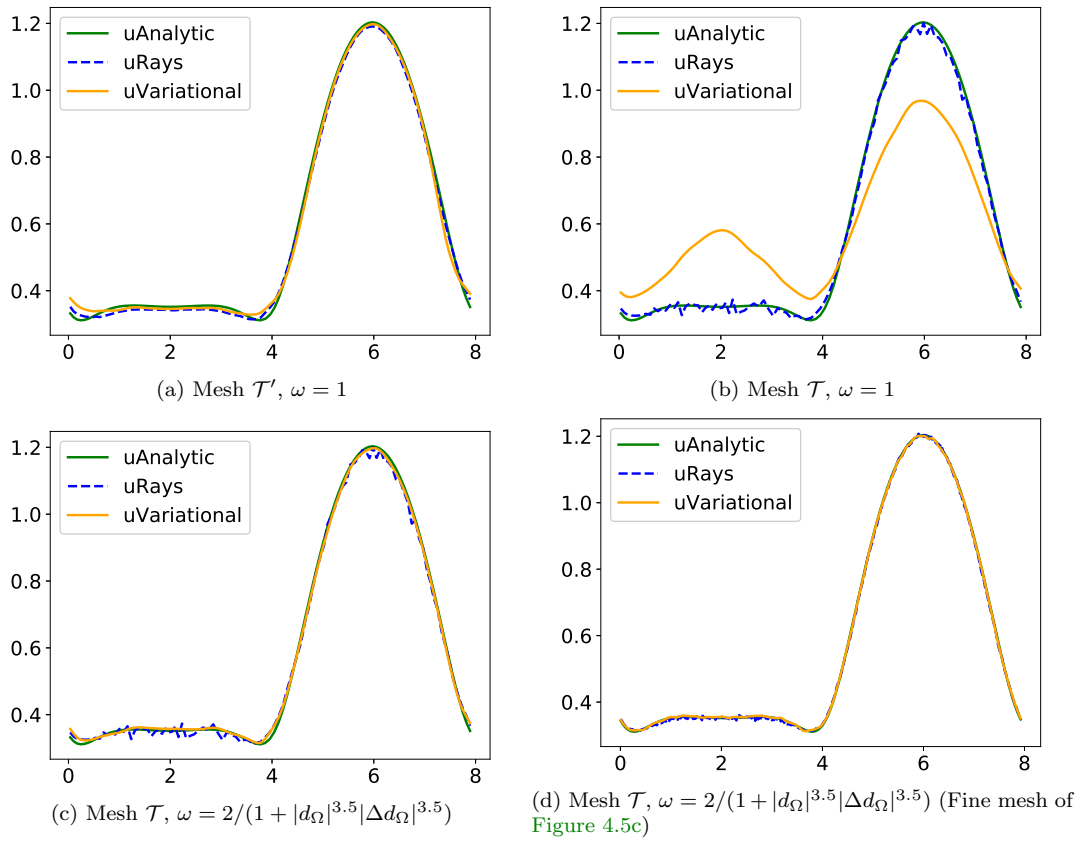 1.2
1.0
0.8
0.6
0.4
0 2 4 6 8
uAnalytic
uRays
uVariational
(a) Mesh 𝒯′, ω = 1
1.2
1.0
0.8
0.6
0.4
0 2 4 6 8
uAnalytic
uRays
uVariational
(b) Mesh 𝒯, ω = 1
1.2
1.0
0.8
0.6
0.4
0 2 4 6 8
uAnalytic
uRays
uVariational
(c) Mesh 𝒯, ω = 2/(1 + |d_Ω|^3.5|Δd_Ω|^3.5)
1.2
1.0
0.8
0.6
0.4
0 2 4 6 8
uAnalytic
uRays
uVariational
(d) Mesh 𝒯, ω = 2/(1 + |d_Ω|^3.5|Δd_Ω|^3.5) (Fine mesh of
Figure 4.5c)